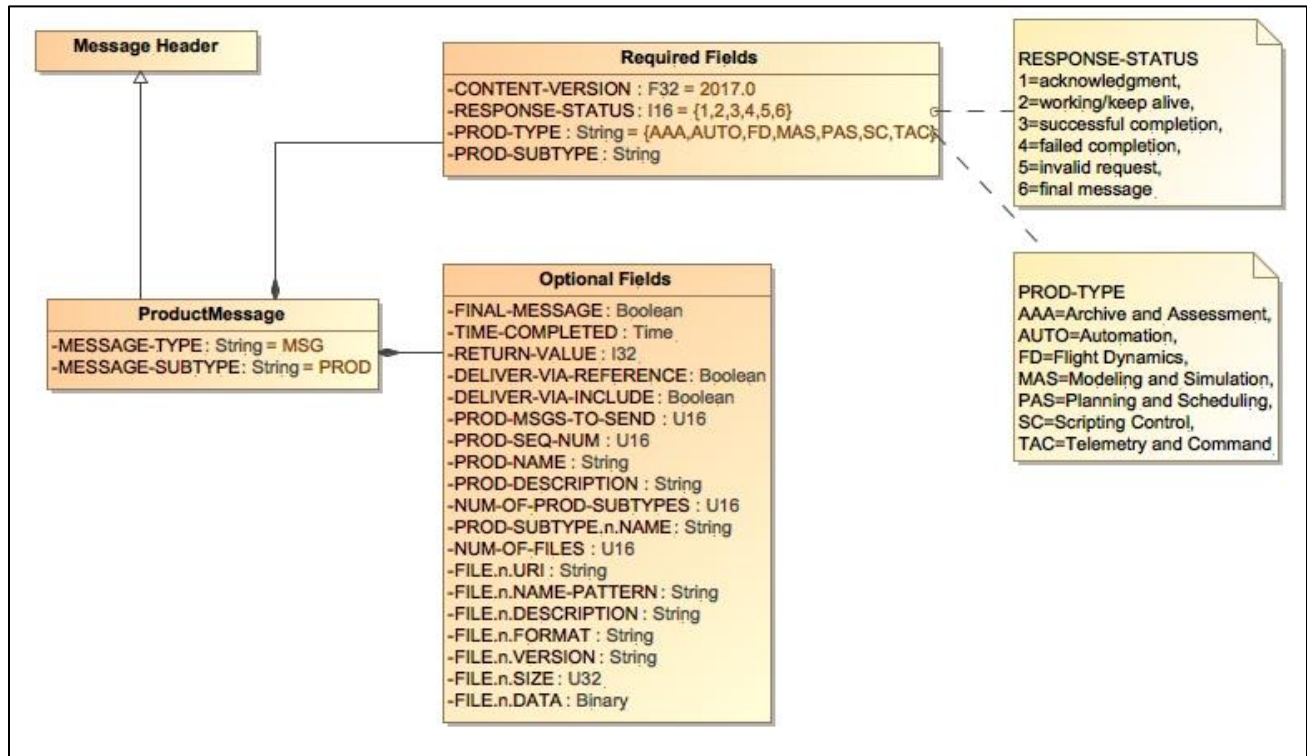 Message Header
Required Fields
-CONTENT-VERSION : F32 = 2017.0
-RESPONSE-STATUS : I16 = {1,2,3,4,5,6}
-PROD-TYPE : String = {AAA,AUTO,FD,MAS,PAS,SC,TAC}
-PROD-SUBTYPE : String
RESPONSE-STATUS
1=acknowledgment,
2=working/keep alive,
3=successful completion,
4=failed completion,
5=invalid request,
6=final message
ProductMessage
-MESSAGE-TYPE : String = MSG
-MESSAGE-SUBTYPE : String = PROD
Optional Fields
-FINAL-MESSAGE : Boolean
-TIME-COMPLETED : Time
-RETURN-VALUE : I32
-DELIVER-VIA-REFERENCE : Boolean
-DELIVER-VIA-INCLUDE : Boolean
-PROD-MSGS-TO-SEND : U16
-PROD-SEQ-NUM : U16
-PROD-NAME : String
-PROD-DESCRIPTION : String
-NUM-OF-PROD-SUBTYPES : U16
-PROD-SUBTYPE.n.NAME : String
-NUM-OF-FILES : U16
-FILE.n.URI : String
-FILE.n.NAME-PATTERN : String
-FILE.n.DESCRIPTION : String
-FILE.n.FORMAT : String
-FILE.n.VERSION : String
-FILE.n.SIZE : U32
-FILE.n.DATA : Binary
PROD-TYPE
AAA=Archive and Assessment,
AUTO=Automation,
FD=Flight Dynamics,
MAS=Modeling and Simulation,
PAS=Planning and Scheduling,
SC=Scripting Control,
TAC=Telemetry and Command